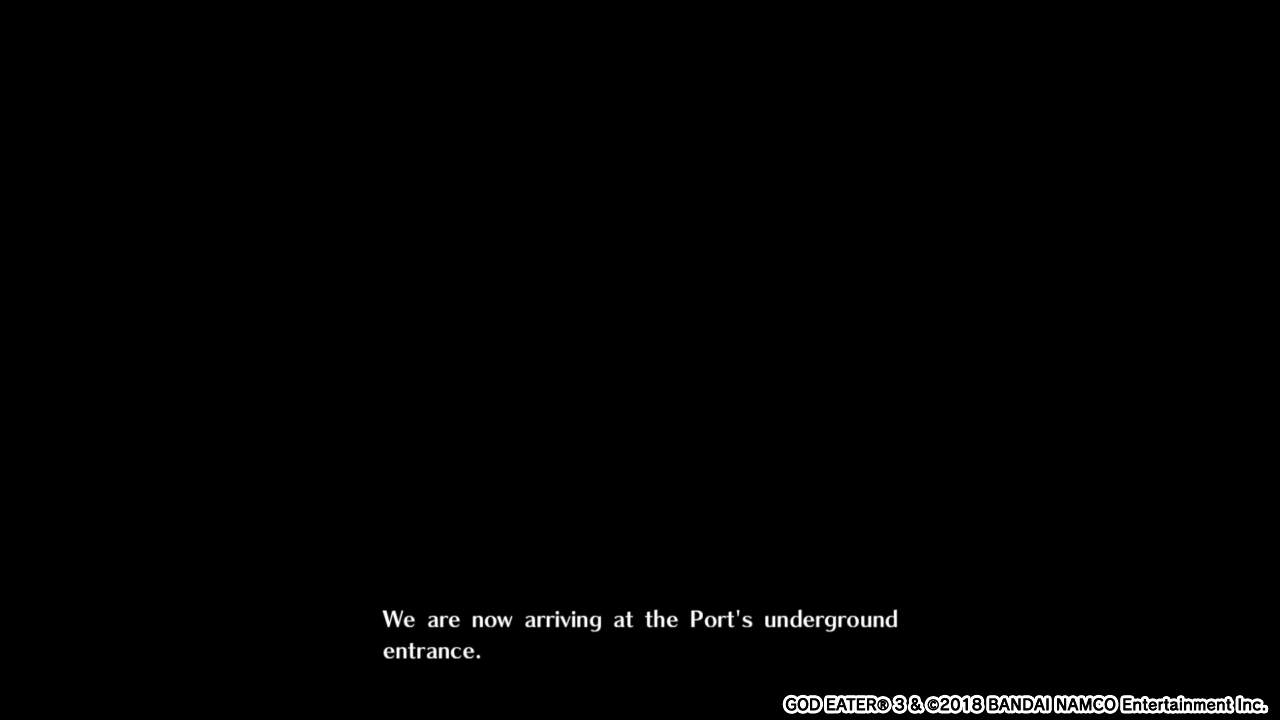 We are now arriving at the Port's underground
entrance.
GOD EATER® 3 & ©2018 BANDAI NAMCO Entertainment Inc.